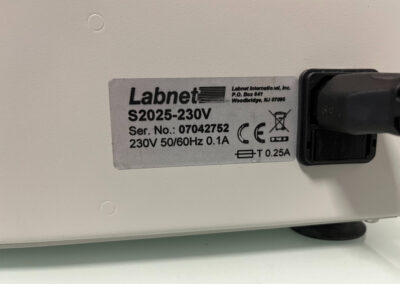 Labnet
Labnet International, Inc.
P.O. Box 841
Woodbridge, NJ 07095
S2025-230V
Ser. No.: 07042752
230V 50/60Hz 0.1A
CE
T 0.25A